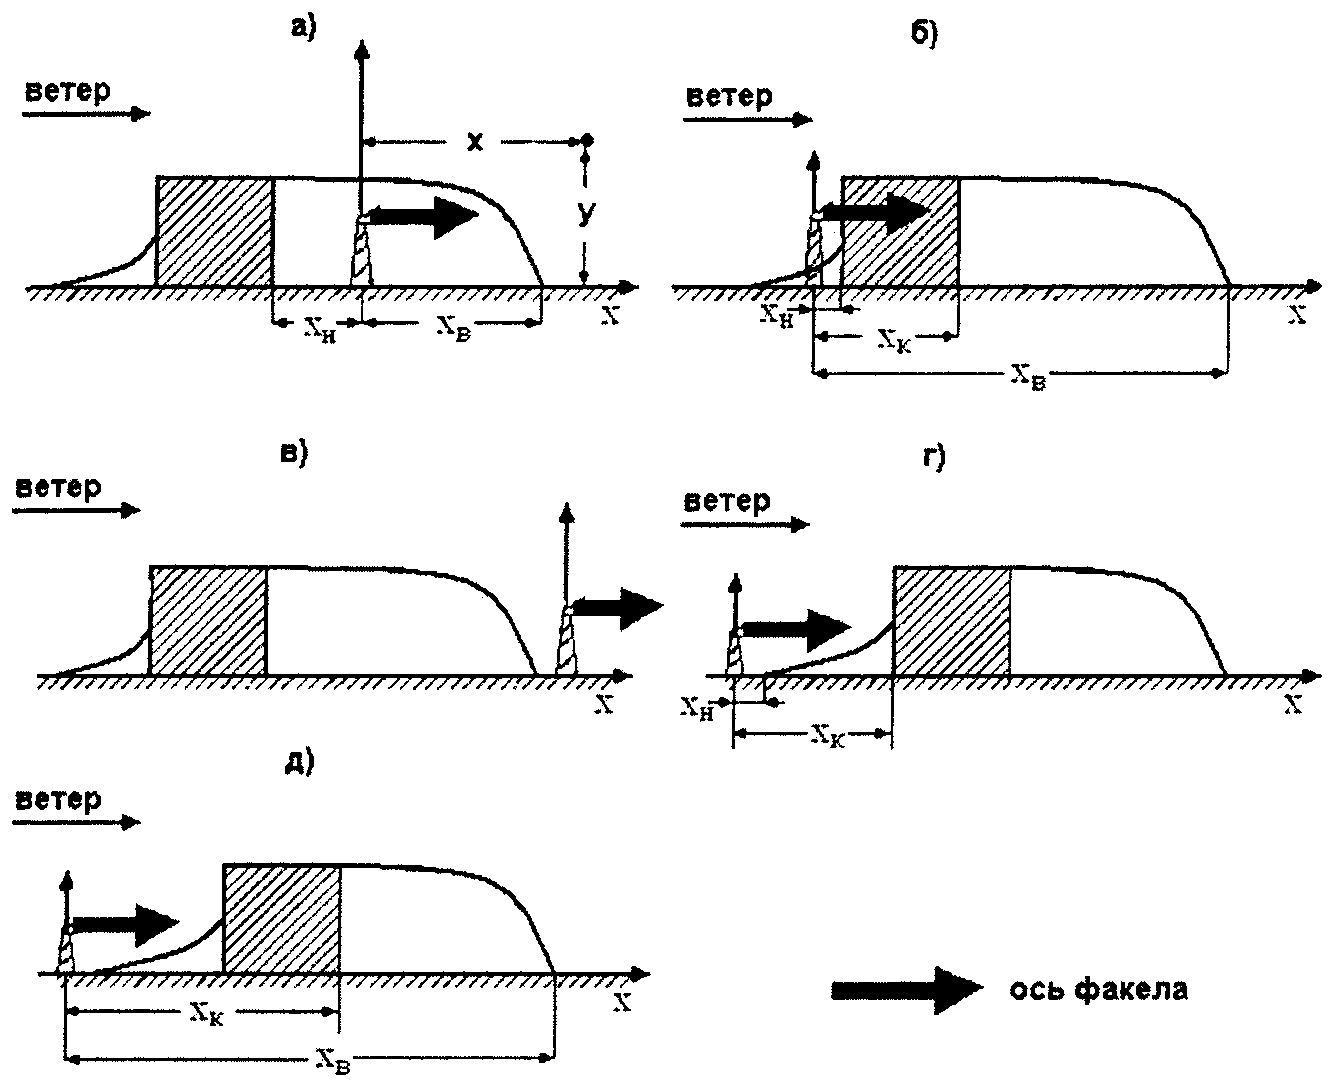 а)
ветер
x
y
xн
xв
x
б)
ветер
xн
xк
xв
x
в)
ветер
x
г)
ветер
xн
xк
x
д)
ветер
xк
xв
x
ось факела